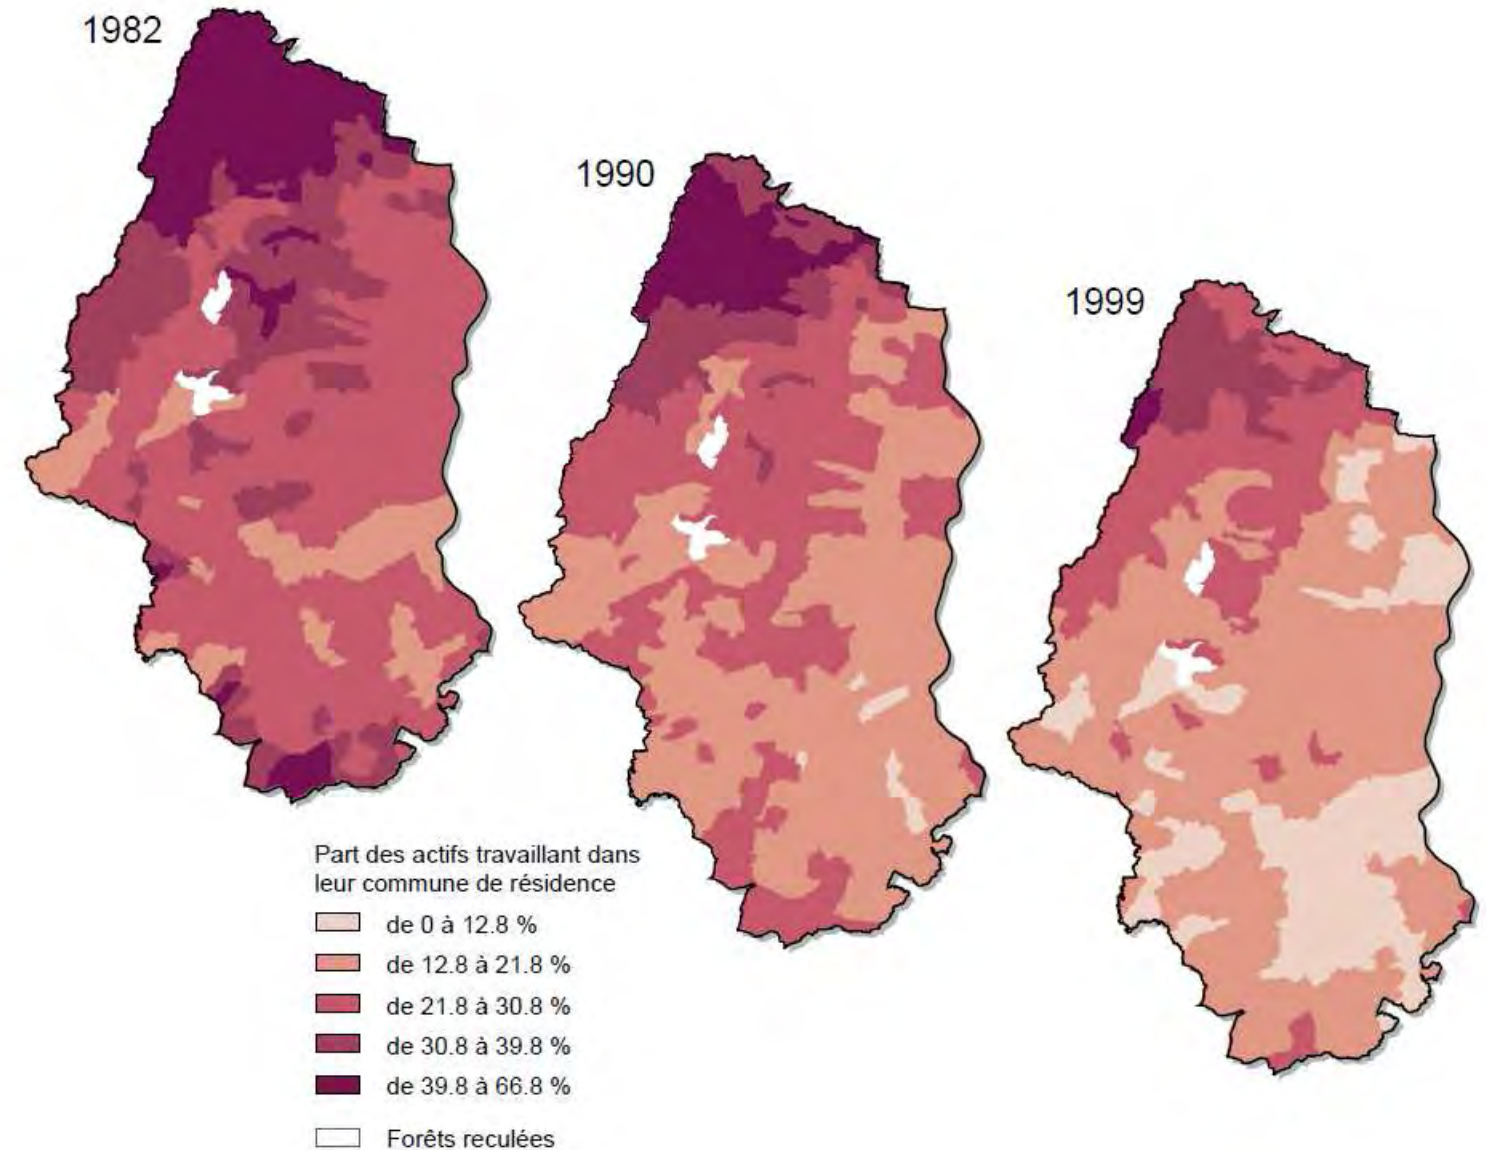 1982
1990
1999
Part des actifs travaillant dans
leur commune de résidence
de 0 à 12.8 %
de 12.8 à 21.8 %
de 21.8 à 30.8 %
de 30.8 à 39.8 %
de 39.8 à 66.8 %
Forêts reculées